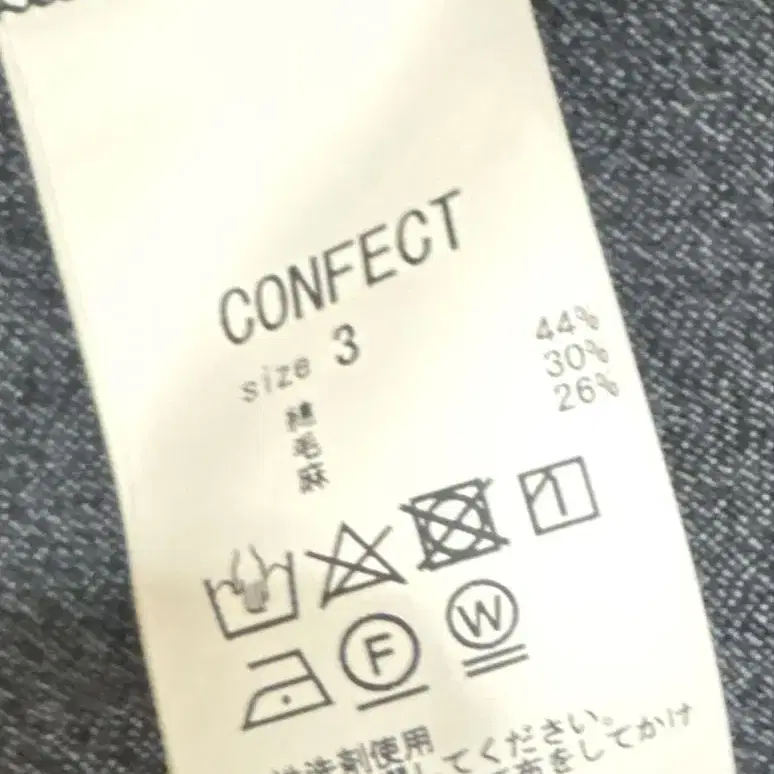 CONFECT
size 3
綿 44%
毛 30%
麻 26%
F
W
洗剤使用
してください。
布をしてかけ